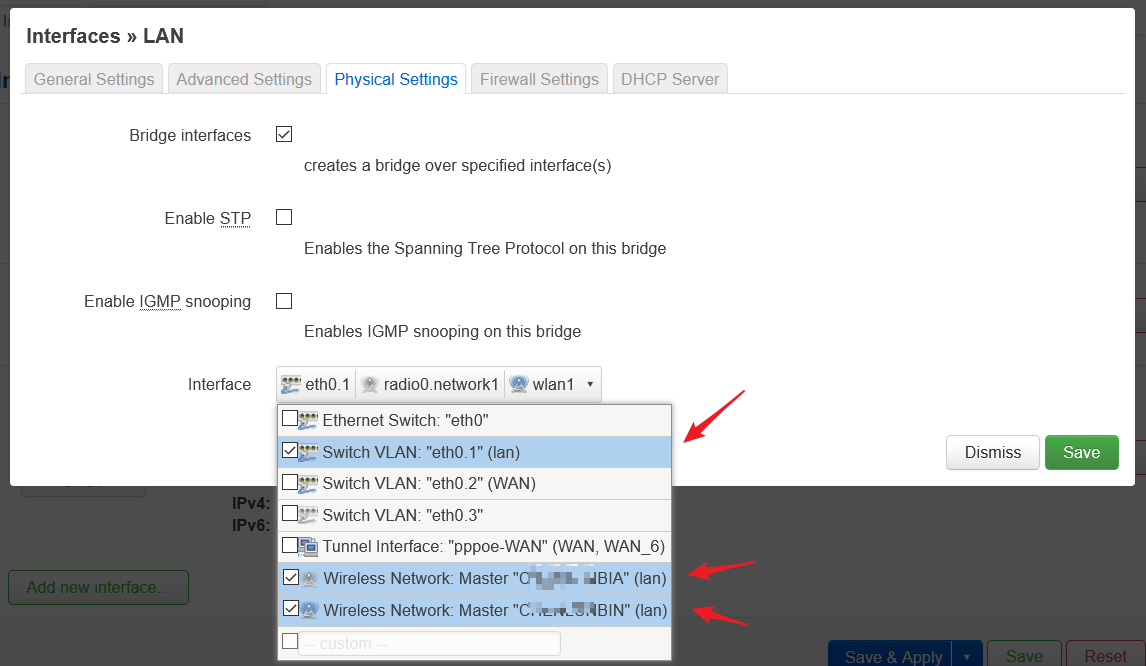 Interfaces » LAN
General Settings Advanced Settings Physical Settings Firewall Settings DHCP Server
Bridge interfaces
creates a bridge over specified interface(s)
Enable STP
Enables the Spanning Tree Protocol on this bridge
Enable IGMP snooping
Enables IGMP snooping on this bridge
Interface eth0.1 radio0.network1 wlan1
Ethernet Switch: "eth0"
Switch VLAN: "eth0.1" (lan)
Dismiss Save
Switch VLAN: "eth0.2" (WAN)
IPv4:
Switch VLAN: "eth0.3"
IPv6:
Tunnel Interface: "pppoe-WAN" (WAN, WAN_6)
Wireless Network: Master (lan)
Add new interface...
Wireless Network: Master (lan)
-- custom --
Save & Apply Save Reset